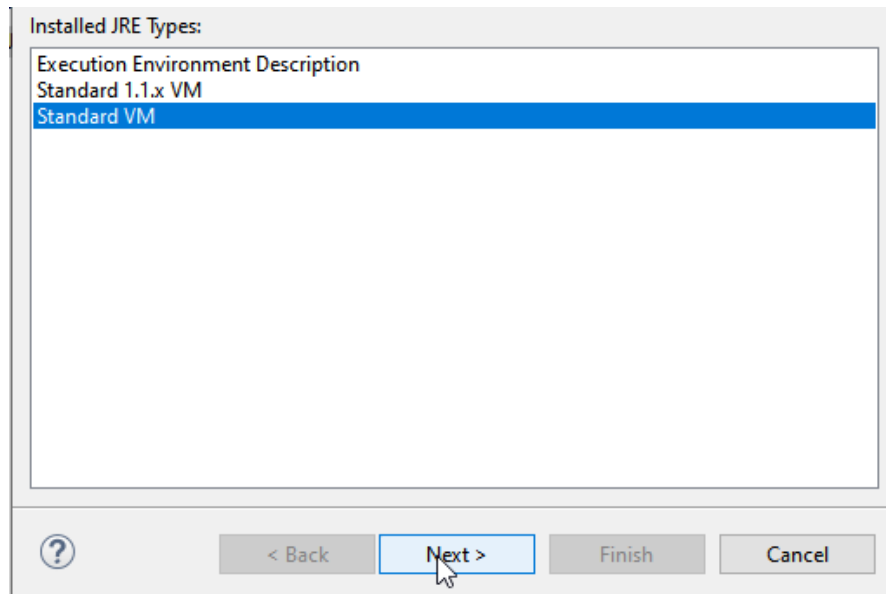 Installed JRE Types:
Execution Environment Description
Standard 1.1.x VM
Standard VM
?
< Back
Next >
Finish
Cancel